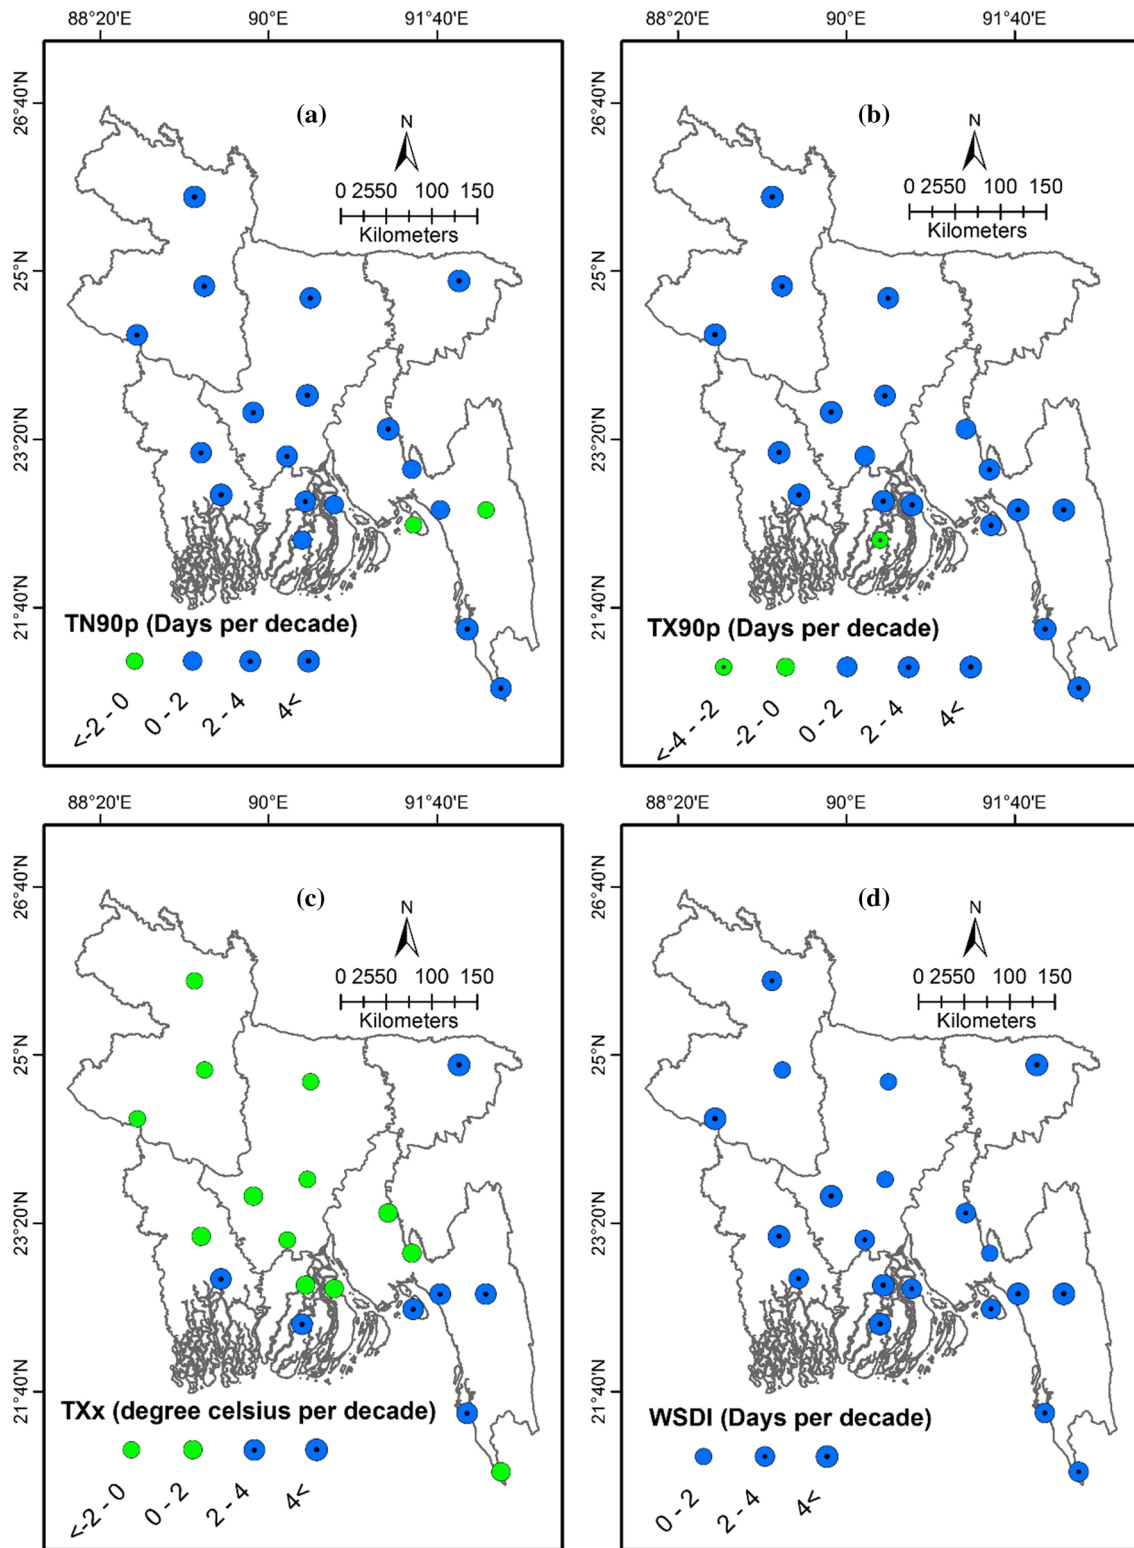 88°20'E 90°E 91°40'E 88°20'E 90°E 91°40'E
26°40'N 26°40'N
(a) (b)
N N
0 2550 100 150 0 2550 100 150
Kilometers Kilometers
25°N 25°N
23°20'N 23°20'N
21°40'N 21°40'N
TN90p (Days per decade) TX90p (Days per decade)
<-2 - 0 0 - 2 2 - 4 4< <-4 - -2 -2 - 0 0 - 2 2 - 4 4<
88°20'E 90°E 91°40'E 88°20'E 90°E 91°40'E
26°40'N 26°40'N
(c) (d)
N N
0 2550 100 150 0 2550 100 150
Kilometers Kilometers
25°N 25°N
23°20'N 23°20'N
21°40'N 21°40'N
TXx (degree celsius per decade) WSDI (Days per decade)
<-2 - 0 0 - 2 2 - 4 4< 0 - 2 2 - 4 4<